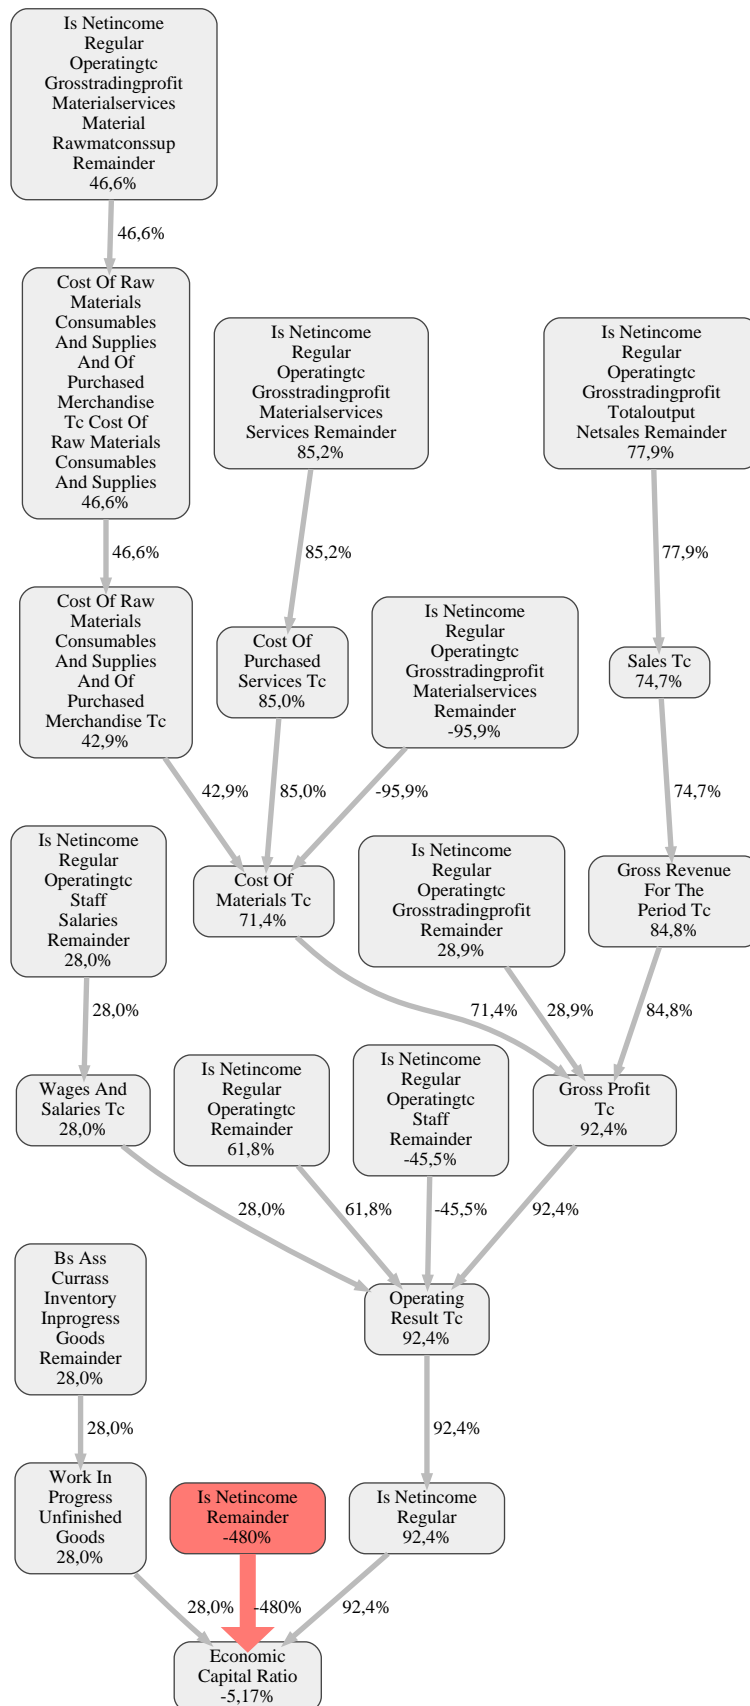 Is Netincome
Regular
Operatingtc
Grosstradingprofit
Materialservices
Material
Rawmatconssup
Remainder
46,6%
46,6%
Cost Of Raw
Materials
Consumables
And Supplies
And Of
Purchased
Merchandise
Tc Cost Of
Raw Materials
Consumables
And Supplies
46,6%
Is Netincome
Regular
Operatingtc
Grosstradingprofit
Materialservices
Services Remainder
85,2%
Is Netincome
Regular
Operatingtc
Grosstradingprofit
Totaloutput
Netsales Remainder
77,9%
46,6%
85,2%
77,9%
Cost Of Raw
Materials
Consumables
And Supplies
And Of
Purchased
Merchandise Tc
42,9%
Cost Of
Purchased
Services Tc
85,0%
Is Netincome
Regular
Operatingtc
Grosstradingprofit
Materialservices
Remainder
-95,9%
Sales Tc
74,7%
42,9%
85,0%
-95,9%
74,7%
Is Netincome
Regular
Operatingtc
Staff
Salaries
Remainder
28,0%
Cost Of
Materials Tc
71,4%
Is Netincome
Regular
Operatingtc
Grosstradingprofit
Remainder
28,9%
Gross Revenue
For The
Period Tc
84,8%
28,0%
71,4%
28,9%
84,8%
Wages And
Salaries Tc
28,0%
Is Netincome
Regular
Operatingtc
Remainder
61,8%
Is Netincome
Regular
Operatingtc
Staff
Remainder
-45,5%
Gross Profit
Tc
92,4%
28,0%
61,8%
-45,5%
92,4%
Bs Ass
Currass
Inventory
Inprogress
Goods
Remainder
28,0%
Operating
Result Tc
92,4%
28,0%
92,4%
Work In
Progress
Unfinished
Goods
28,0%
Is Netincome
Remainder
-480%
Is Netincome
Regular
92,4%
28,0%
-480%
92,4%
Economic
Capital Ratio
-5,17%